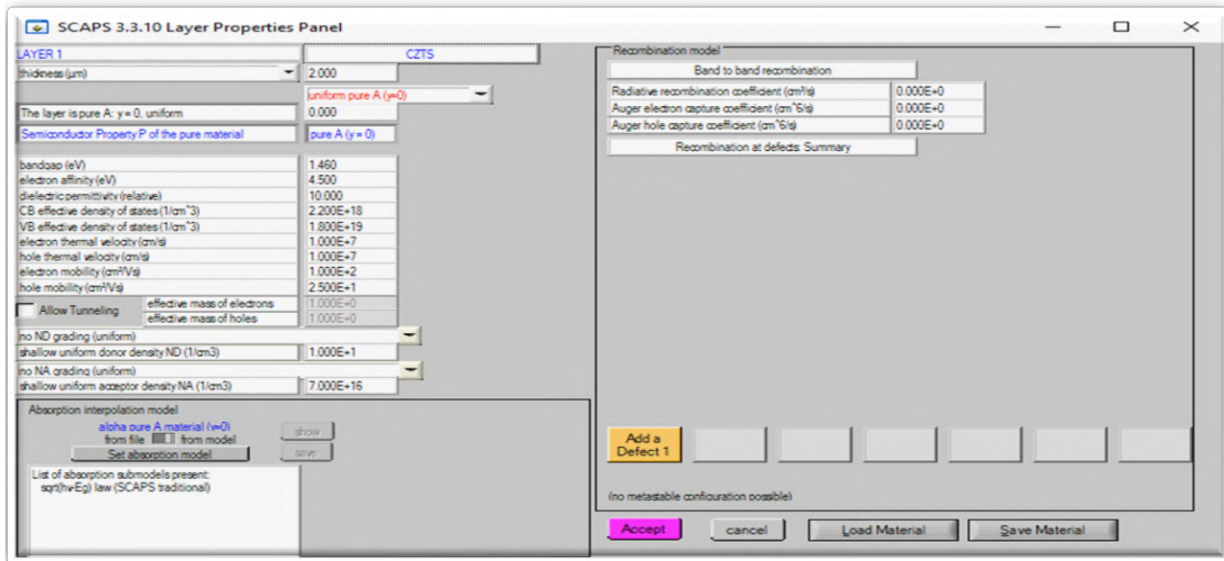 SCAPS 3.3.10 Layer Properties Panel
LAYER 1 CZTS
thickness (µm) 2.000
uniform pure A (y=0)
The layer is pure A: y = 0, uniform 0.000
Semiconductor Property P of the pure material pure A (y = 0)
bandgap (eV) 1.460
electron affinity (eV) 4.500
dielectric permittivity (relative) 10.000
CB effective density of states (1/cm^3) 2.200E+18
VB effective density of states (1/cm^3) 1.800E+19
electron thermal velocity (cm/s) 1.000E+7
hole thermal velocity (cm/s) 1.000E+7
electron mobility (cm²/Vs) 1.000E+2
hole mobility (cm²/Vs) 2.500E+1
Allow Tunneling
effective mass of electrons 1.000E+0
effective mass of holes 1.000E+0
no ND grading (uniform)
shallow uniform donor density ND (1/cm3) 1.000E+1
no NA grading (uniform)
shallow uniform acceptor density NA (1/cm3) 7.000E+16
Absorption interpolation model
alpha pure A material (y=0)
from file from model
show
Set absorption model
save
List of absorption submodels present:
sqrt(hv-Eg) law (SCAPS traditional)
Recombination model
Band to band recombination
Radiative recombination coefficient (cm³/s) 0.000E+0
Auger electron capture coefficient (cm^6/s) 0.000E+0
Auger hole capture coefficient (cm^6/s) 0.000E+0
Recombination at defects: Summary
Add a
Defect 1
(no metastable configuration possible)
Accept cancel Load Material Save Material